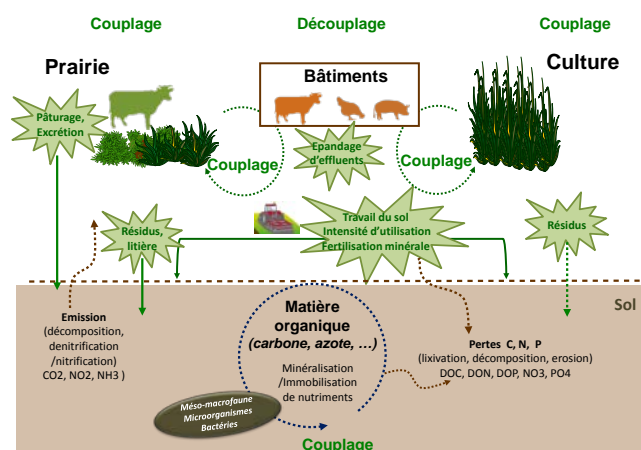 Couplage
Découplage
Couplage
Prairie
Bâtiments
Culture
Pâturage,
Excrétion
Couplage
Epandage
d'effluents
Couplage
Résidus,
litière
Travail du sol
Intensité d'utilisation
Fertilisation minérale
Résidus
Sol
Emission
(décomposition,
denitrification
/nitrification)
CO2, NO2, NH3 )
Matière
organique
(carbone, azote, ...)
Minéralisation
/Immobilisation
de nutriments
Pertes C, N, P
(lixivation, décomposition, erosion)
DOC, DON, DOP, NO3, PO4
Méso-macrofaune
Microorganismes
Bactéries
Couplage